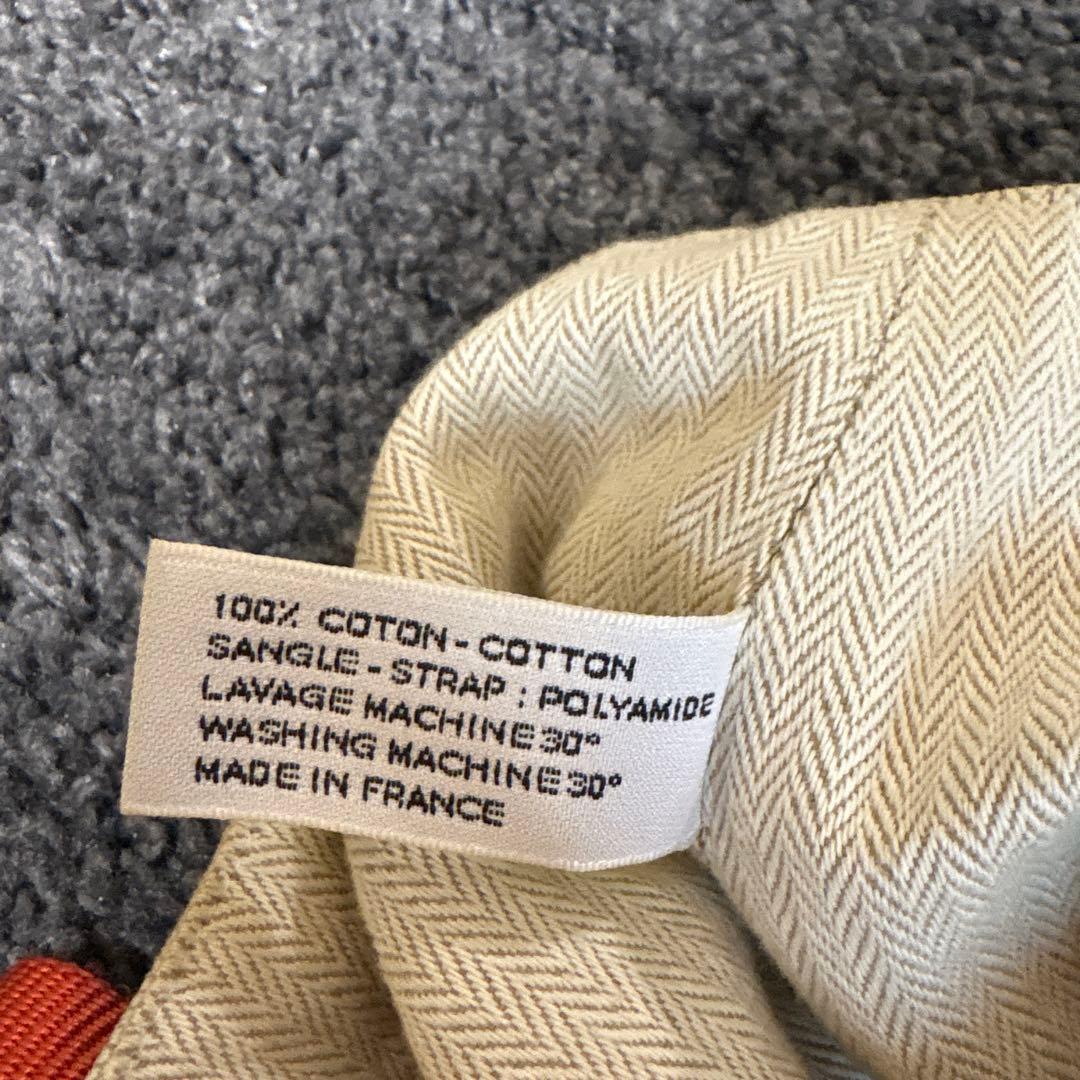 100% COTON - COTTON
SANGLE - STRAP : POLYAMIDE
LAVAGE MACHINE 30°
WASHING MACHINE 30°
MADE IN FRANCE